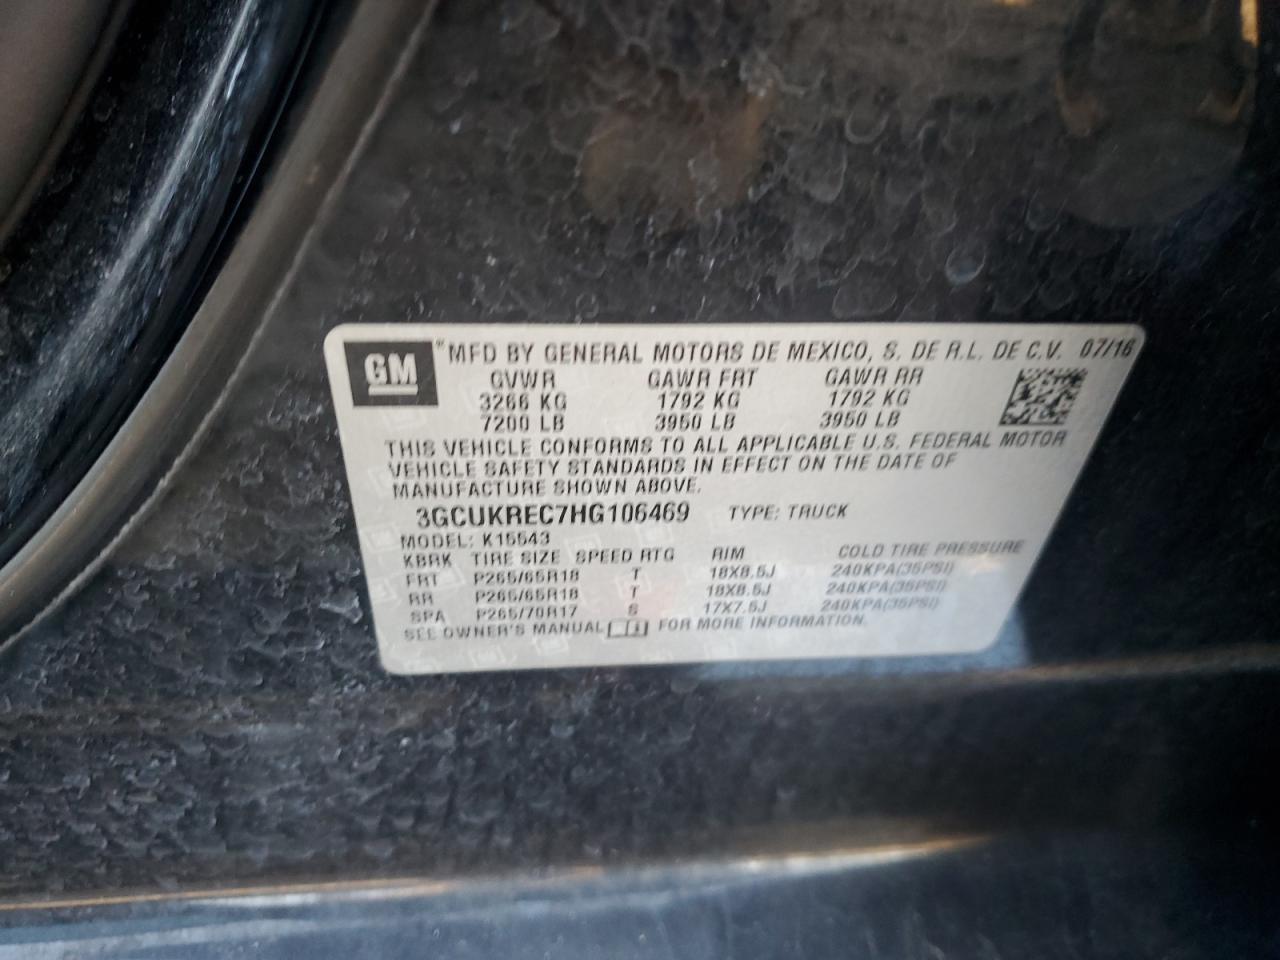 GM ® MFD BY GENERAL MOTORS DE MEXICO, S. DE R.L. DE C.V. 07/16
GVWR GAWR FRT GAWR RR
3266 KG 1792 KG 1792 KG
7200 LB 3950 LB 3950 LB
THIS VEHICLE CONFORMS TO ALL APPLICABLE U.S. FEDERAL MOTOR
VEHICLE SAFETY STANDARDS IN EFFECT ON THE DATE OF
MANUFACTURE SHOWN ABOVE.
3GCUKREC7HG106469 TYPE: TRUCK
MODEL: K15543
KBRK TIRE SIZE SPEED RTG RIM COLD TIRE PRESSURE
FRT P265/65R18 T 18X8.5J 240KPA(35PSI)
RR P265/65R18 T 18X8.5J 240KPA(35PSI)
SPA P265/70R17 S 17X7.5J 240KPA(35PSI)
SEE OWNER'S MANUAL FOR MORE INFORMATION.